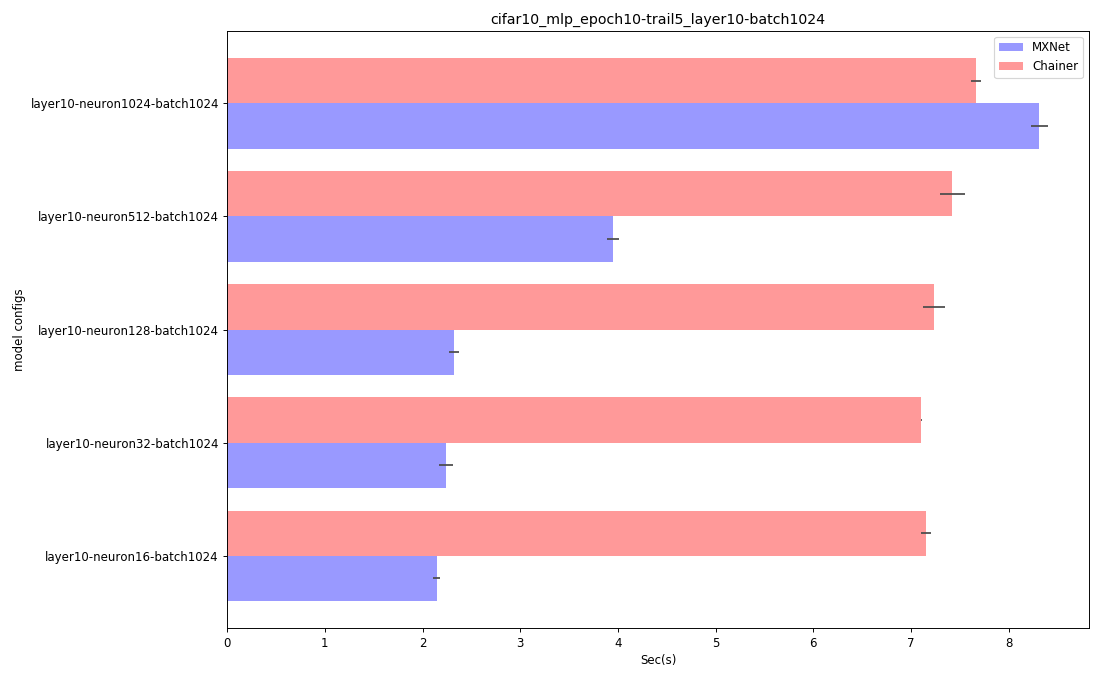 cifar10_mlp_epoch10-trail5_layer10-batch1024
MXNet
Chainer
layer10-neuron1024-batch1024
layer10-neuron512-batch1024
layer10-neuron128-batch1024
layer10-neuron32-batch1024
layer10-neuron16-batch1024
model configs
0 1 2 3 4 5 6 7 8
Sec(s)